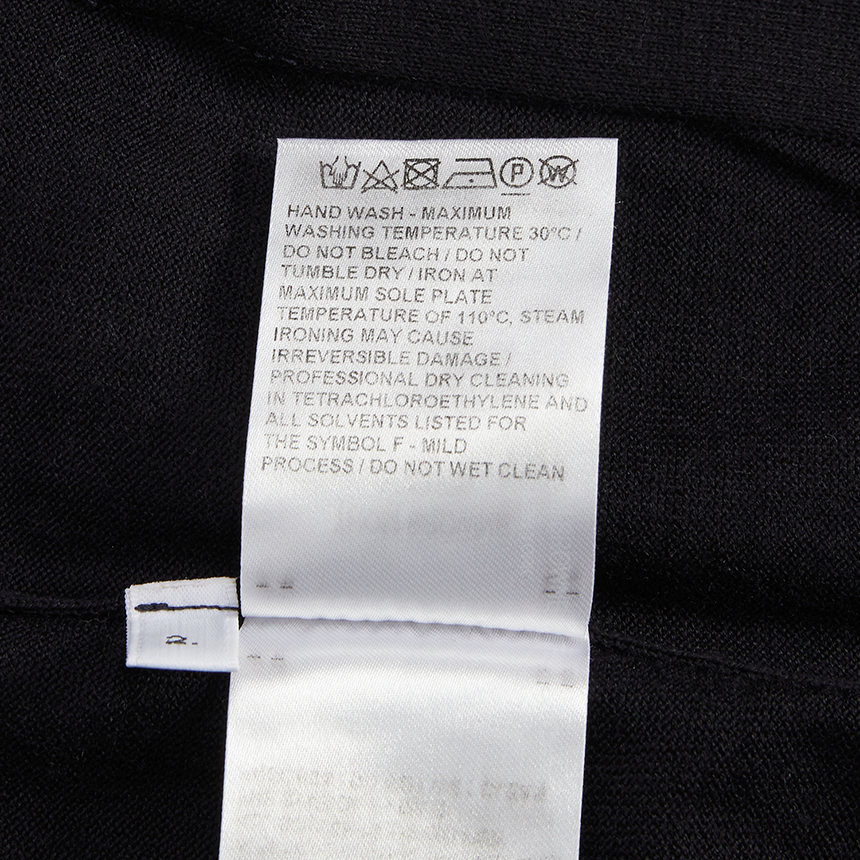 P W
HAND WASH - MAXIMUM
WASHING TEMPERATURE 30°C /
DO NOT BLEACH / DO NOT
TUMBLE DRY / IRON AT
MAXIMUM SOLE PLATE
TEMPERATURE OF 110°C, STEAM
IRONING MAY CAUSE
IRREVERSIBLE DAMAGE /
PROFESSIONAL DRY CLEANING
IN TETRACHLOROETHYLENE AND
ALL SOLVENTS LISTED FOR
THE SYMBOL F - MILD
PROCESS / DO NOT WET CLEAN